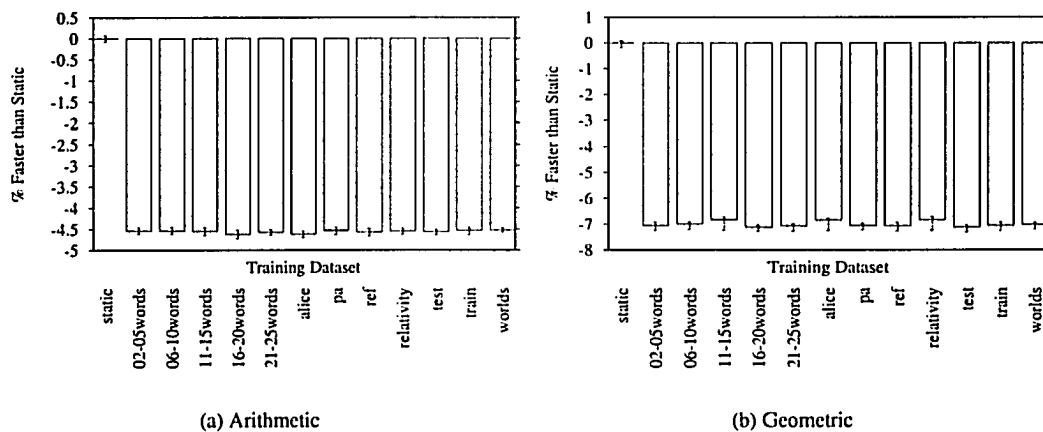 0.5
0
-0.5
-1
-1.5
-2
-2.5
-3
-3.5
-4
-4.5
-5
% Faster than Static
Training Dataset
static
02-05words
06-10words
11-15words
16-20words
21-25words
alice
pa
ref
relativity
test
train
worlds
(a) Arithmetic
1
0
-1
-2
-3
-4
-5
-6
-7
-8
% Faster than Static
Training Dataset
static
02-05words
06-10words
11-15words
16-20words
21-25words
alice
pa
ref
relativity
test
train
worlds
(b) Geometric